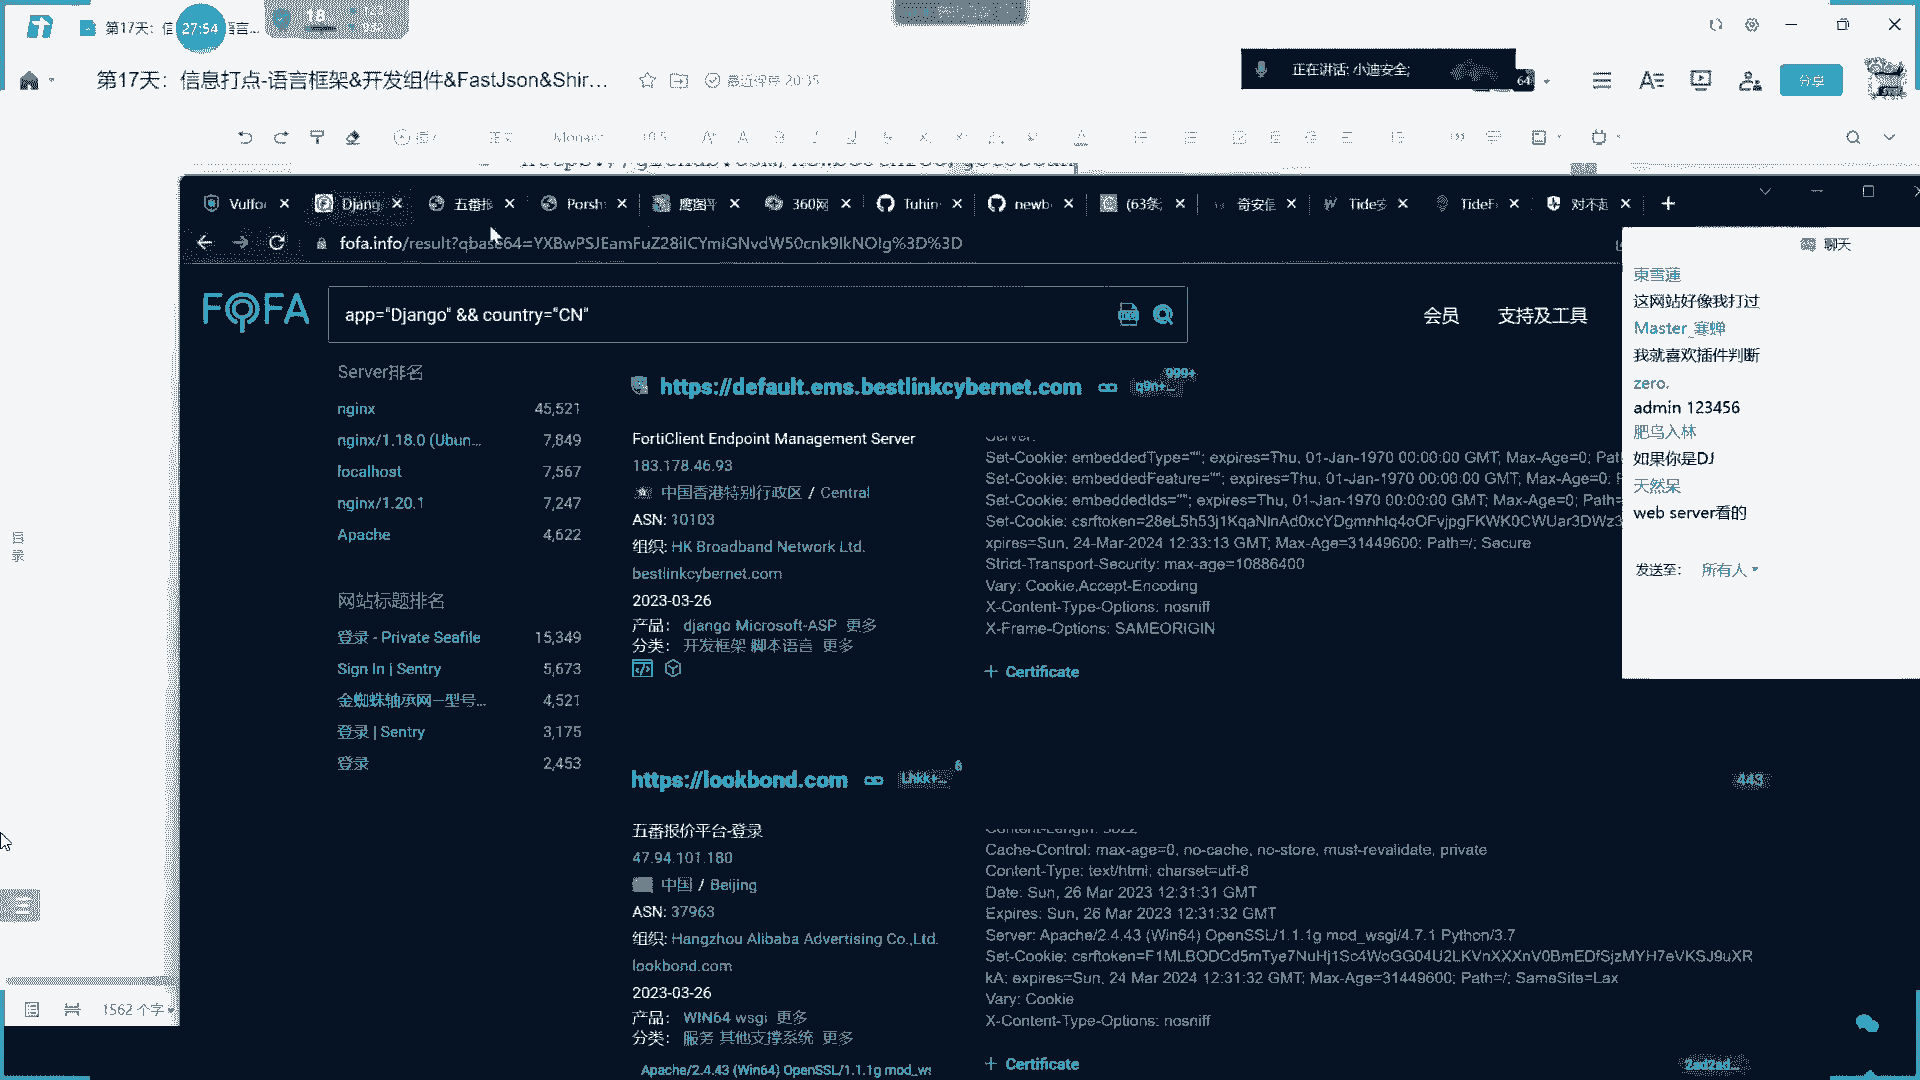 第17天：信
27:54
言...
18
第17天：信息打点-语言框架&开发组件&FastJson&Shir...
最近保存 20:35
正在讲话: 小迪安全;
64
分享
Vulfo
Djang
五番报
Porsh
鹰图平
360网
Tuhin
newb
(63条
奇安信
Tide安
TideF
对不起
fofa.info/result?qbase64=YXBwPSJEamFuZ28iICYmIGNvdW50cnk9IkNOIg%3D%3D
FOFA
app="Django" && country="CN"
会员
支持及工具
Server排名
nginx 45,521
nginx/1.18.0 (Ubun... 7,849
localhost 7,567
nginx/1.20.1 7,247
Apache 4,622
网站标题排名
登录 - Private Seafile 15,349
Sign In | Sentry 5,673
金蜘蛛轴承网—型号... 4,521
登录 | Sentry 3,175
登录 2,453
https://default.ems.bestlinkcybernet.com
999+
FortiClient Endpoint Management Server
183.178.46.93
中国香港特别行政区 / Central
ASN: 10103
组织: HK Broadband Network Ltd.
bestlinkcybernet.com
2023-03-26
产品： django Microsoft-ASP 更多
分类： 开发框架 脚本语言 更多
Server:
Set-Cookie: embeddedType=""; expires=Thu, 01-Jan-1970 00:00:00 GMT; Max-Age=0; Pat
Set-Cookie: embeddedFeature=""; expires=Thu, 01-Jan-1970 00:00:00 GMT; Max-Age=0;
Set-Cookie: embeddedIds=""; expires=Thu, 01-Jan-1970 00:00:00 GMT; Max-Age=0; Path=
xpires=Sun, 24-Mar-2024 12:33:13 GMT; Max-Age=31449600; Path=/; Secure
Strict-Transport-Security: max-age=10886400
Vary: Cookie,Accept-Encoding
X-Content-Type-Options: nosniff
X-Frame-Options: SAMEORIGIN
Certificate
https://lookbond.com
6
443
五番报价平台-登录
47.94.101.180
中国 / Beijing
ASN: 37963
组织: Hangzhou Alibaba Advertising Co.,Ltd.
lookbond.com
2023-03-26
产品： WIN64 wsgi 更多
分类： 服务 其他支撑系统 更多
Apache/2.4.43 (Win64) OpenSSL/1.1.1g mod_ws
Cache-Control: max-age=0, no-cache, no-store, must-revalidate, private
Content-Type: text/html; charset=utf-8
Date: Sun, 26 Mar 2023 12:31:31 GMT
Expires: Sun, 26 Mar 2023 12:31:32 GMT
Server: Apache/2.4.43 (Win64) OpenSSL/1.1.1g mod_wsgi/4.7.1 Python/3.7
kA; expires=Sun, 24 Mar 2024 12:31:32 GMT; Max-Age=31449600; Path=/; SameSite=Lax
Vary: Cookie
X-Content-Type-Options: nosniff
Certificate
聊天
東雪蓮
这网站好像我打过
Master_寒蝉
我就喜欢插件判断
zero.
admin 123456
肥鸟入林
如果你是DJ
天然呆
web server看的
发送至： 所有人
目录
1562 个字